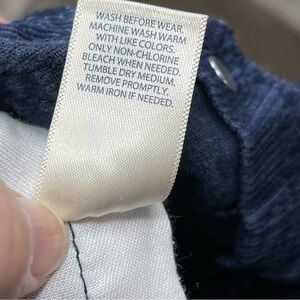 WASH BEFORE WEAR.
MACHINE WASH WARM
WITH LIKE COLORS.
ONLY NON-CHLORINE
BLEACH WHEN NEEDED.
TUMBLE DRY MEDIUM.
REMOVE PROMPTLY.
WARM IRON IF NEEDED.